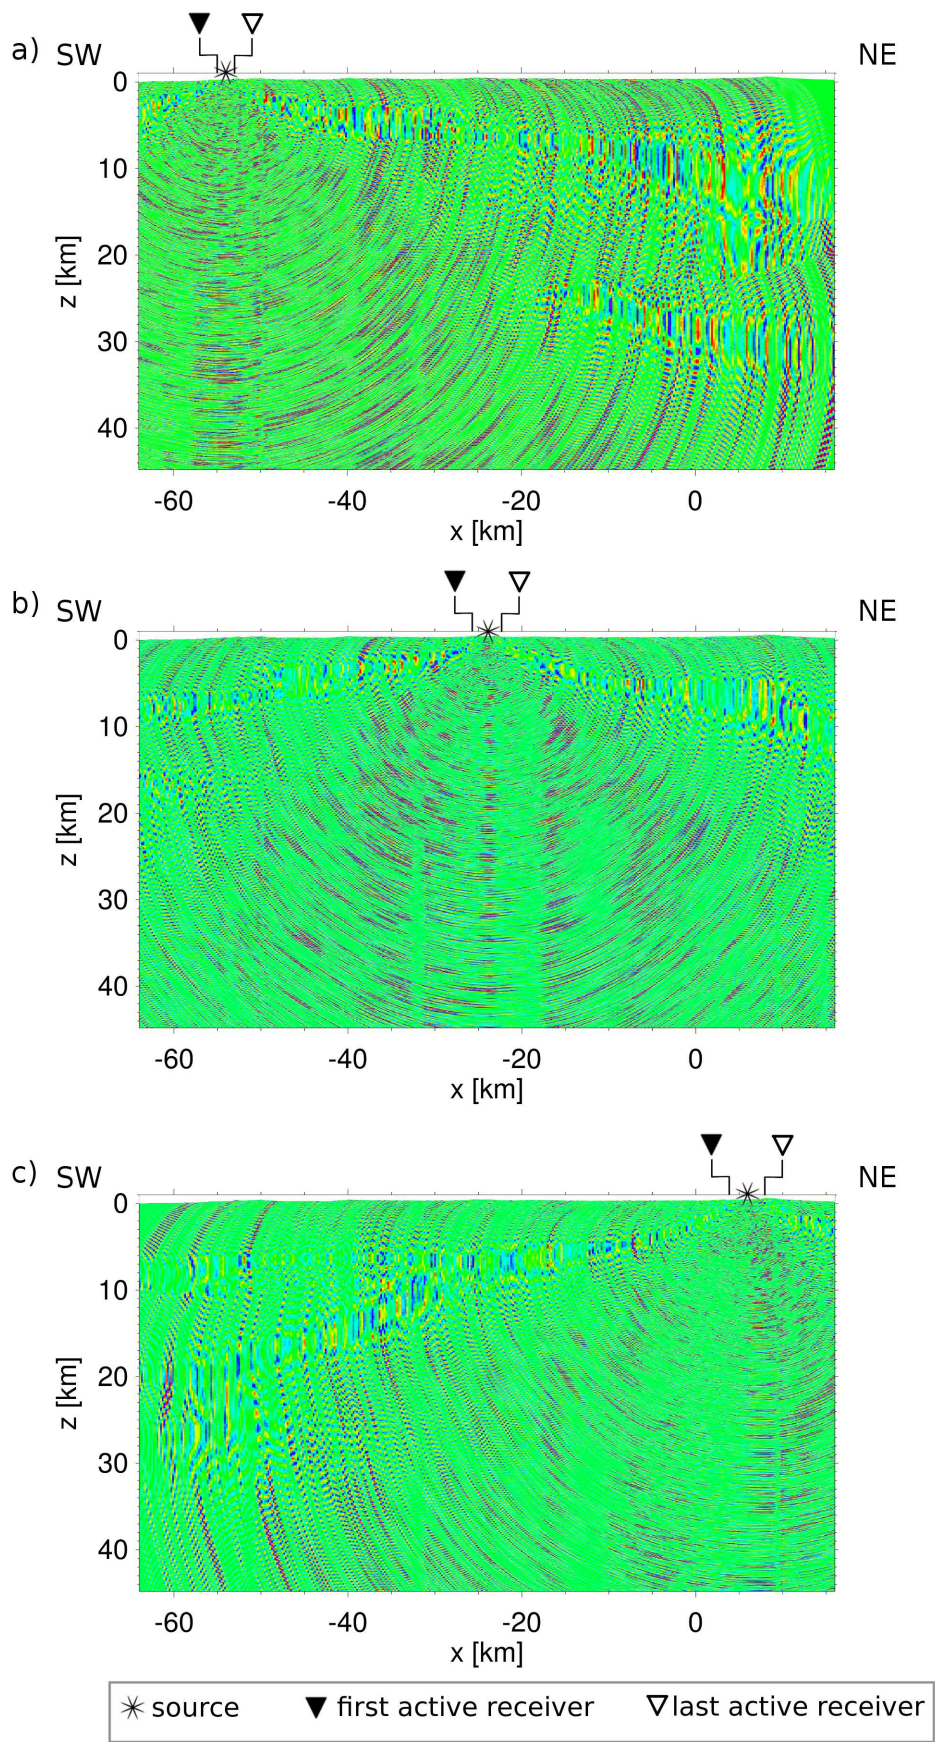 a) SW NE
0
10
20
30
40
z [km]
-60 -40 -20 0
x [km]
b) SW NE
0
10
20
30
40
z [km]
-60 -40 -20 0
x [km]
c) SW NE
0
10
20
30
40
z [km]
-60 -40 -20 0
x [km]
source first active receiver last active receiver